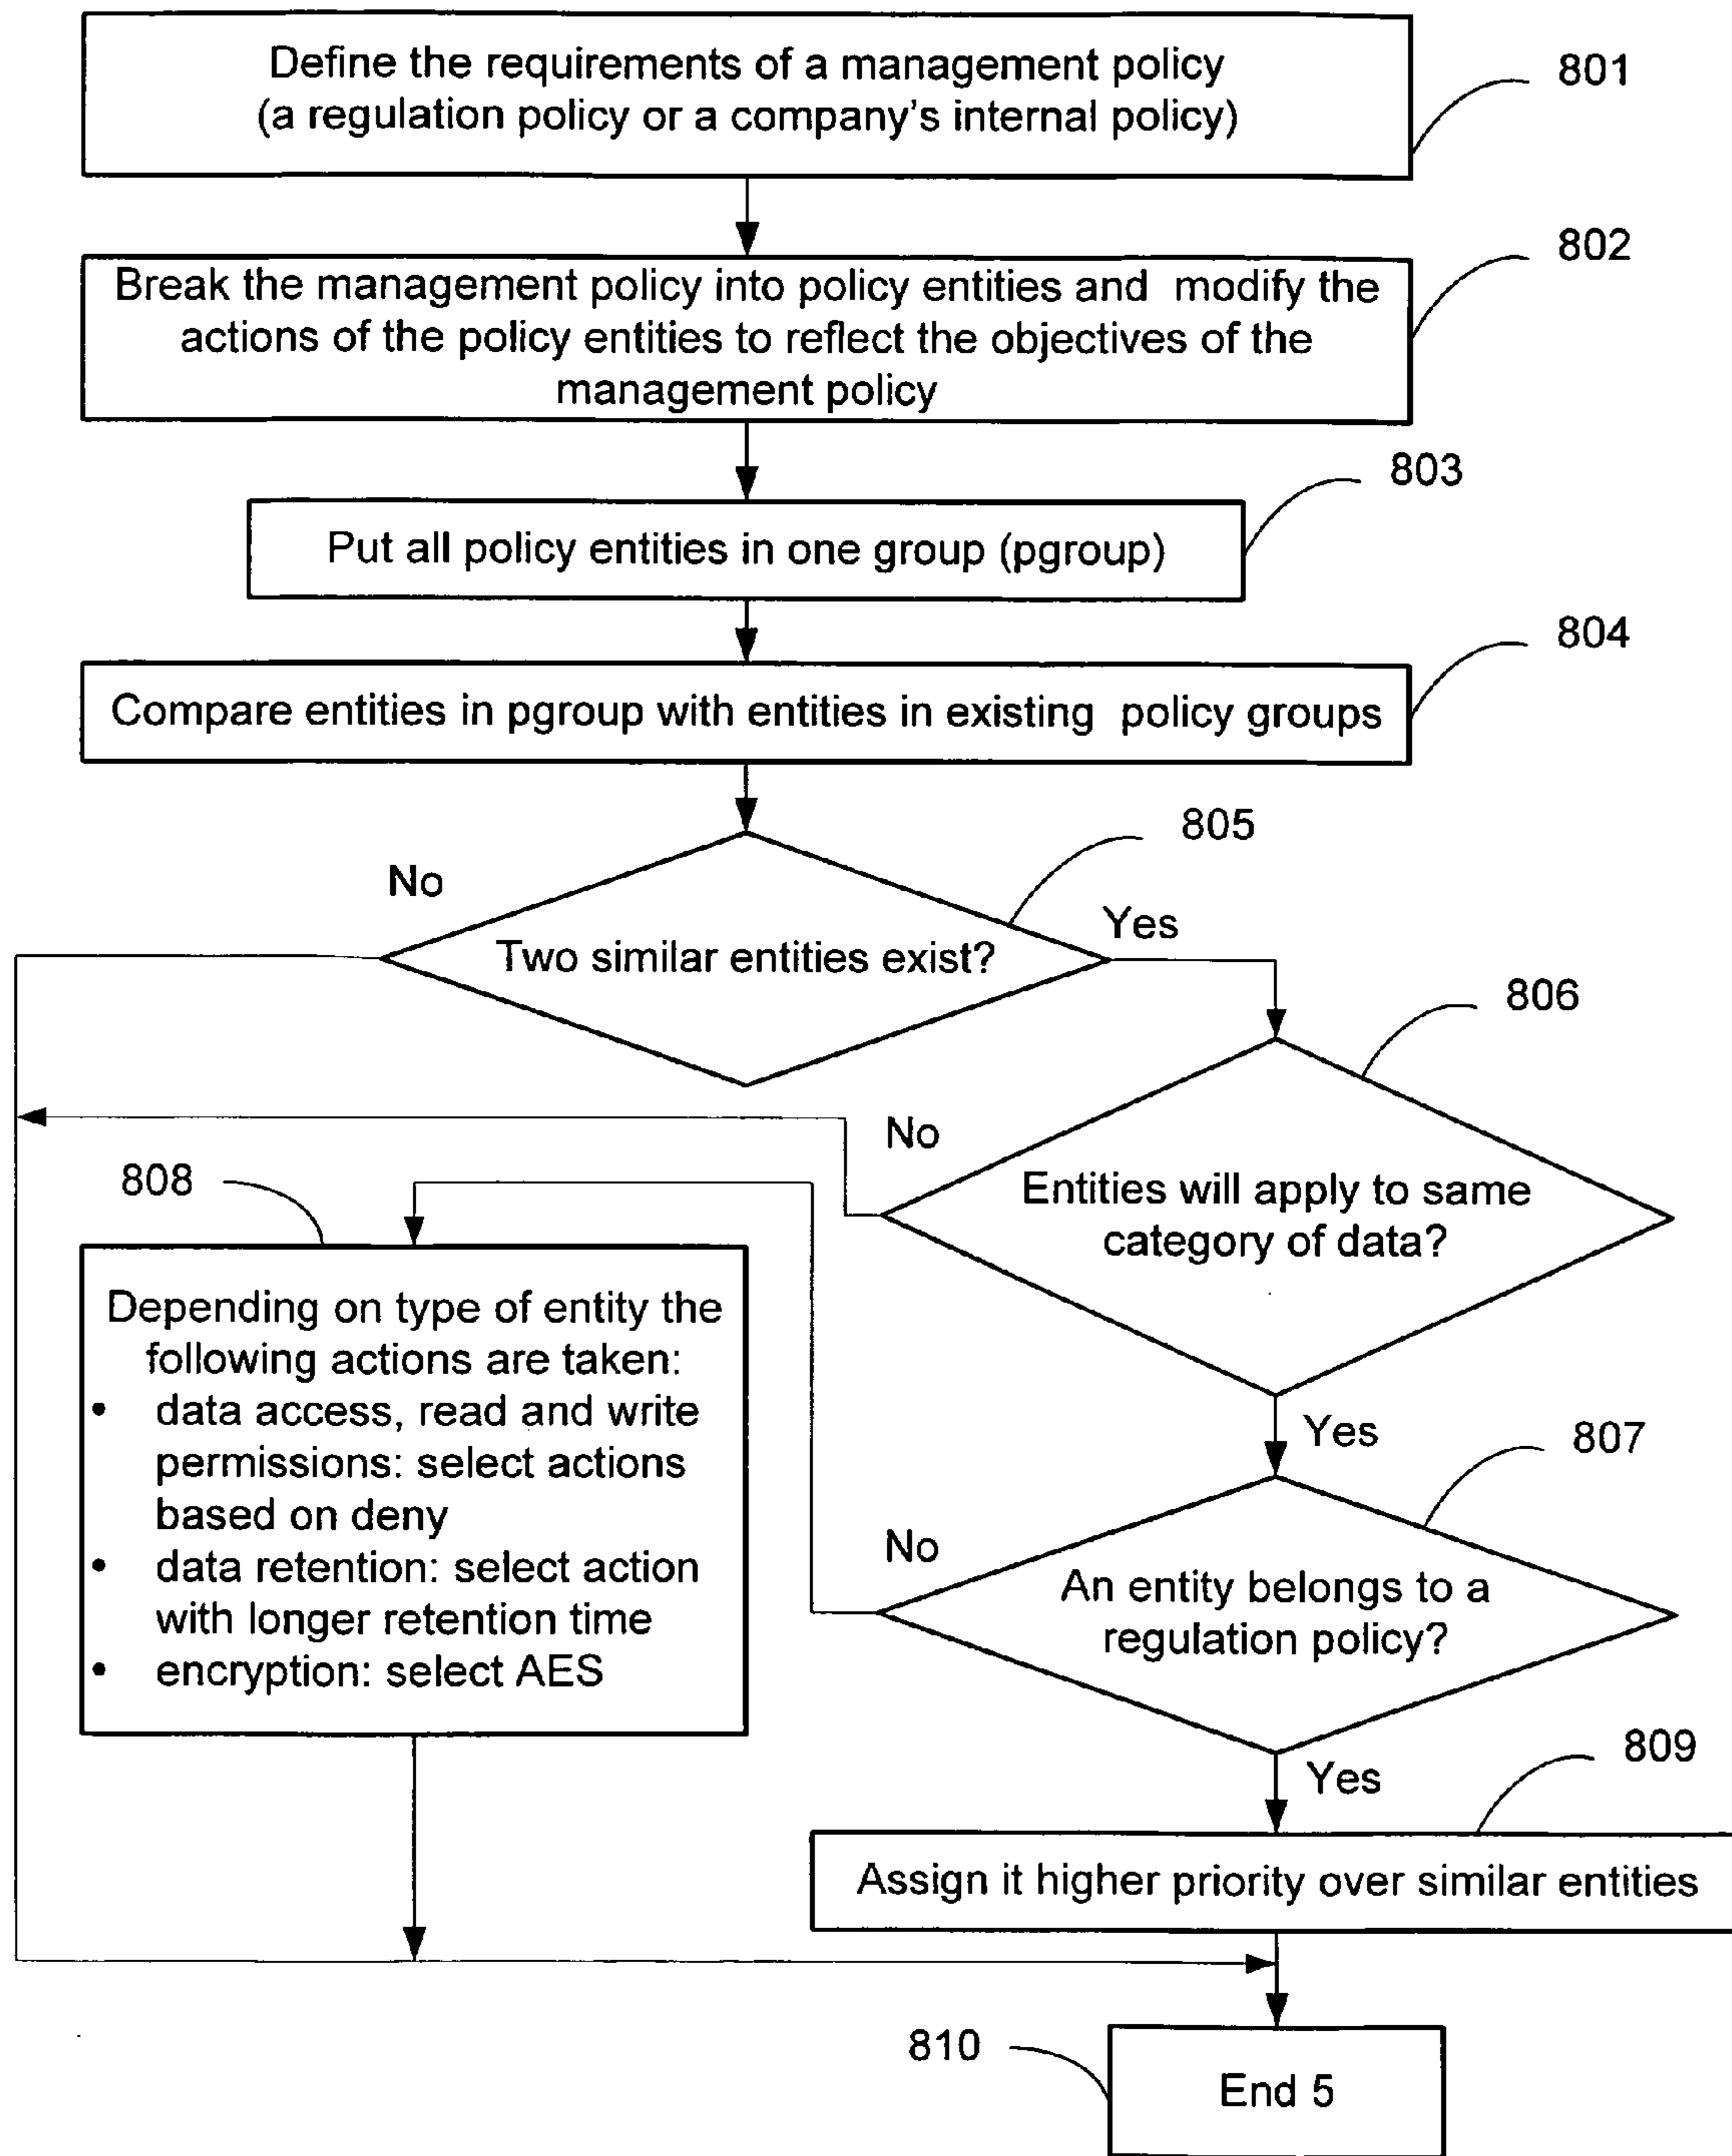 Define the requirements of a management policy
(a regulation policy or a company's internal policy)
801
Break the management policy into policy entities and modify the
actions of the policy entities to reflect the objectives of the
management policy
802
Put all policy entities in one group (pgroup)
803
Compare entities in pgroup with entities in existing policy groups
804
Two similar entities exist?
805
No
Yes
806
Entities will apply to same
category of data?
No
Yes
808
Depending on type of entity the
following actions are taken:
• data access, read and write
permissions: select actions
based on deny
• data retention: select action
with longer retention time
• encryption: select AES
807
An entity belongs to a
regulation policy?
No
Yes
809
Assign it higher priority over similar entities
810
End 5